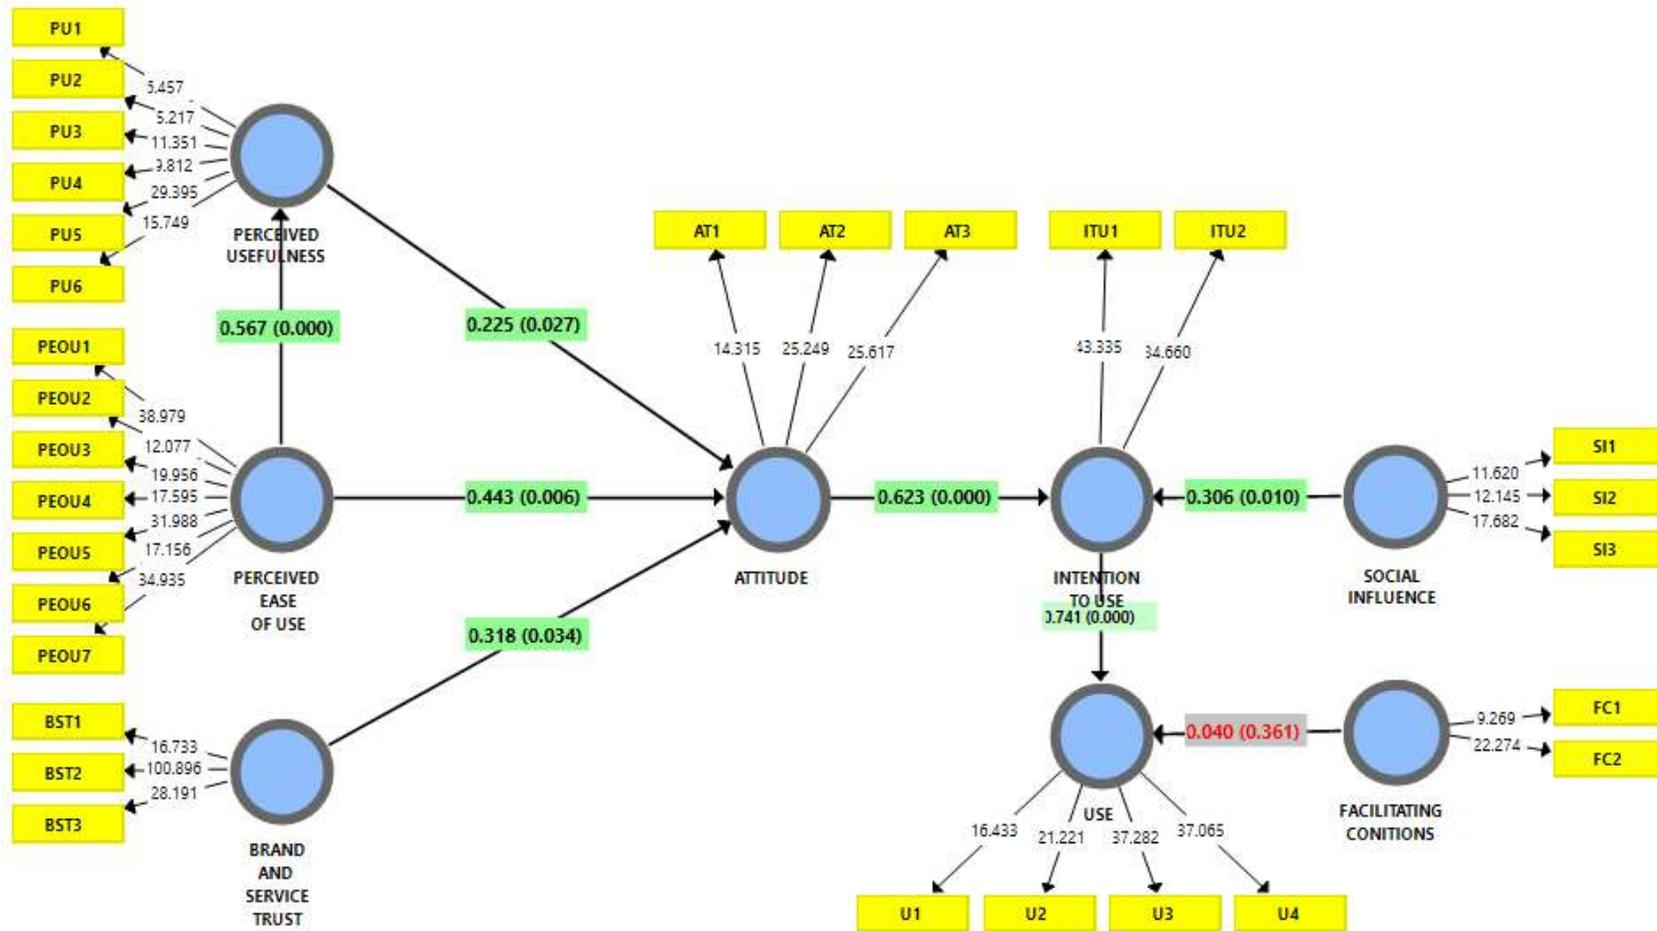 PU1
PU2
PU3
PU4
PU5
PU6
5.457
5.217
11.351
9.812
29.395
15.749
PERCEIVED
USEFULNESS
0.567 (0.000)
0.225 (0.027)
PEOU1
PEOU2
PEOU3
PEOU4
PEOU5
PEOU6
PEOU7
38.979
12.077
19.956
17.595
31.988
17.156
34.935
PERCEIVED
EASE
OF USE
0.443 (0.006)
BST1
BST2
BST3
16.733
100.896
28.191
BRAND
AND
SERVICE
TRUST
0.318 (0.034)
AT1
AT2
AT3
14.315
25.249
25.617
ATTITUDE
0.623 (0.000)
ITU1
ITU2
43.335
34.660
INTENTION
TO USE
0.741 (0.000)
0.306 (0.010)
SOCIAL
INFLUENCE
11.620
12.145
17.682
SI1
SI2
SI3
USE
0.040 (0.361)
FACILITATING
CONITIONS
9.269
22.274
FC1
FC2
16.433
21.221
37.282
37.065
U1
U2
U3
U4